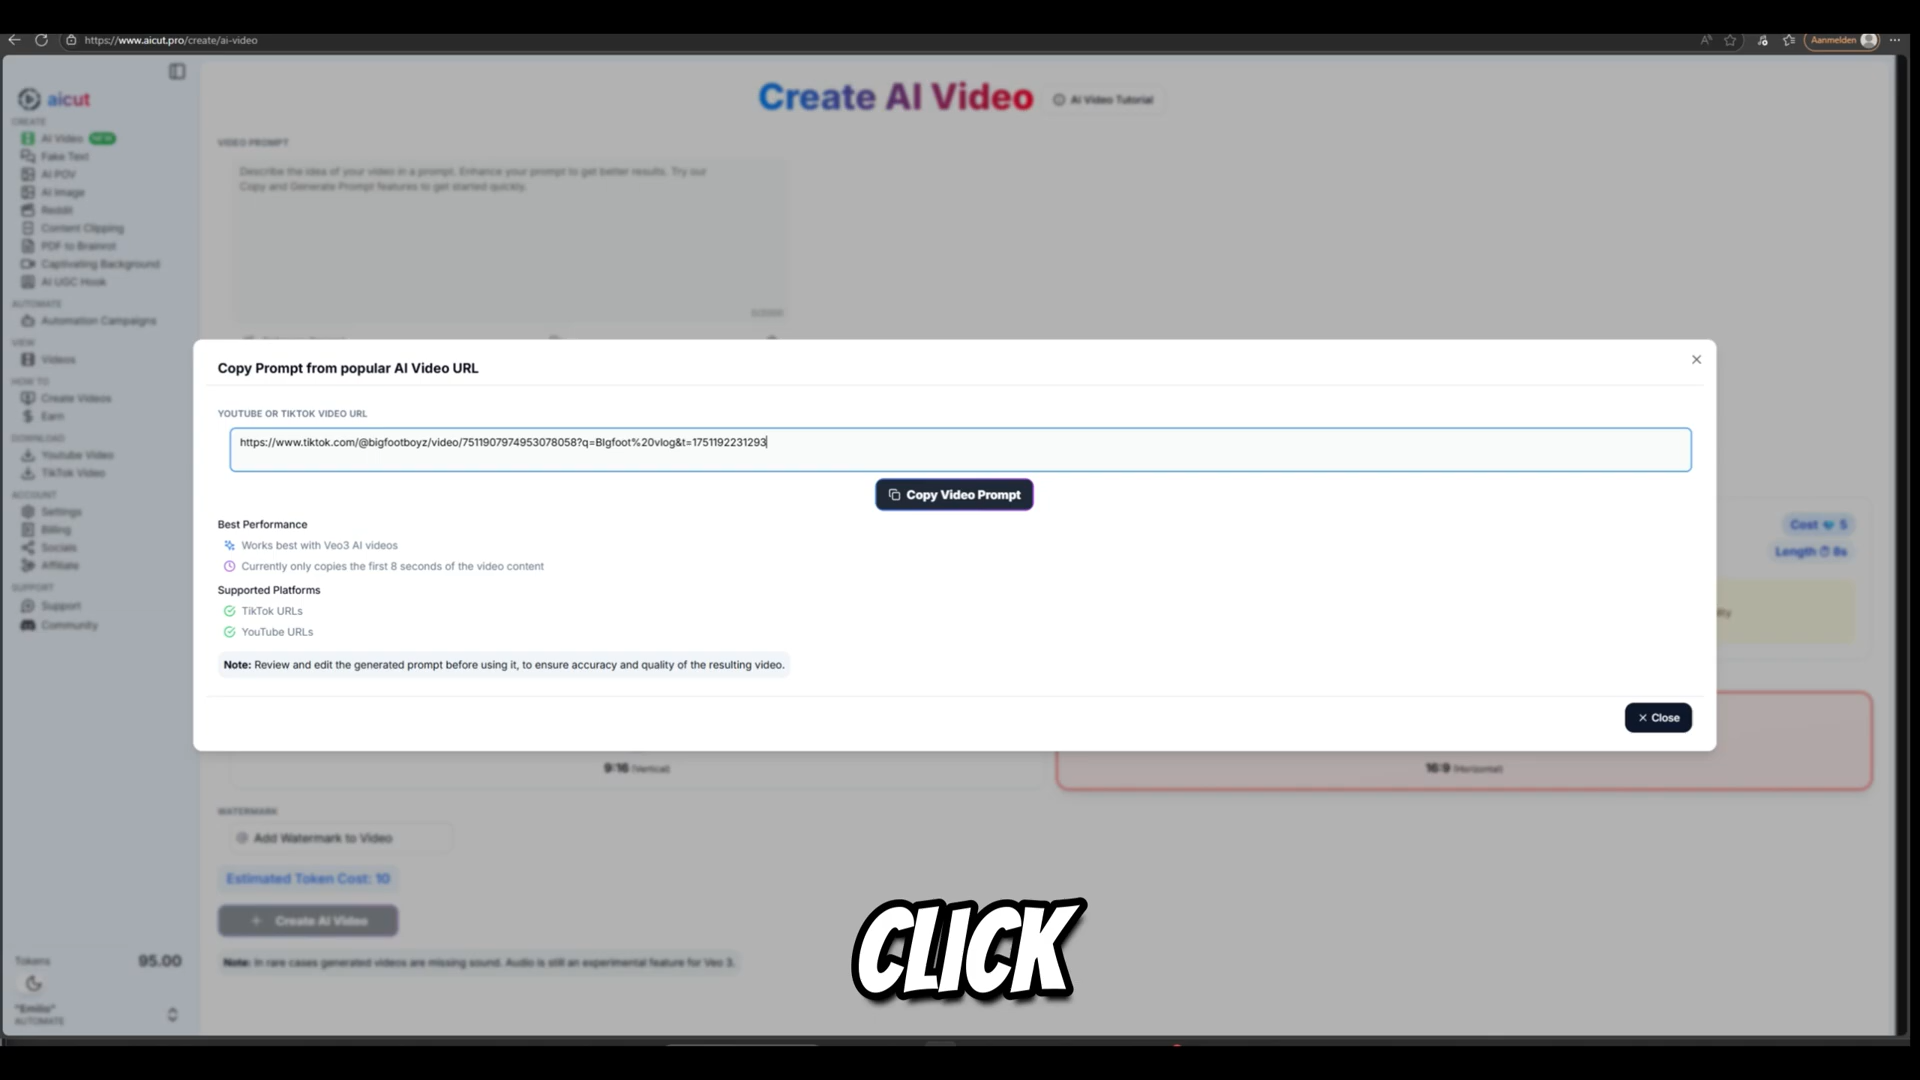 https://www.aicut.pro/create/ai-video
Aanmelden
aicut
Create AI Video
AI Video Tutorial
CREATE
AI Video NEW
Fake Text
AI POV
AI Image
Reddit
Content Clipping
PDF to Brainrot
Captivating Background
AI UGC Hook
AUTOMATE
Automation Campaigns
VIEW
Videos
HOW TO
Create Videos
Earn
DOWNLOAD
Youtube Video
TikTok Video
ACCOUNT
Settings
Billing
Socials
Affiliate
SUPPORT
Support
Community
Tokens 95.00
"Emilio"
AUTOMATE
VIDEO PROMPT
Describe the idea of your video in a prompt. Enhance your prompt to get better results. Try our
Copy and Generate Prompt features to get started quickly.
Copy Prompt from popular AI Video URL
YOUTUBE OR TIKTOK VIDEO URL
https://www.tiktok.com/@bigfootboyz/video/7511907974953078058?q=BIgfoot%20vlog&t=1751192231293
Copy Video Prompt
Best Performance
Works best with Veo3 AI videos
Currently only copies the first 8 seconds of the video content
Supported Platforms
TikTok URLs
YouTube URLs
Note: Review and edit the generated prompt before using it, to ensure accuracy and quality of the resulting video.
Close
Cost 5
Length 8s
9:16 (Vertical)
16:9 (Horizontal)
WATERMARK
Add Watermark to Video
Estimated Token Cost: 10
+ Create AI Video
Note: In rare cases generated videos are missing sound. Audio is still an experimental feature for Veo 3.
CLICK